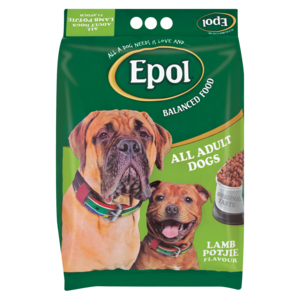 Epol
ALL
ADULT DOGS
LAMB POTJIE
FLAVOUR
ALL A DOG NEEDS IS LOVE AND
Epol
BALANCED FOOD
ALL ADULT
DOGS
LAMB
POTJIE
FLAVOUR